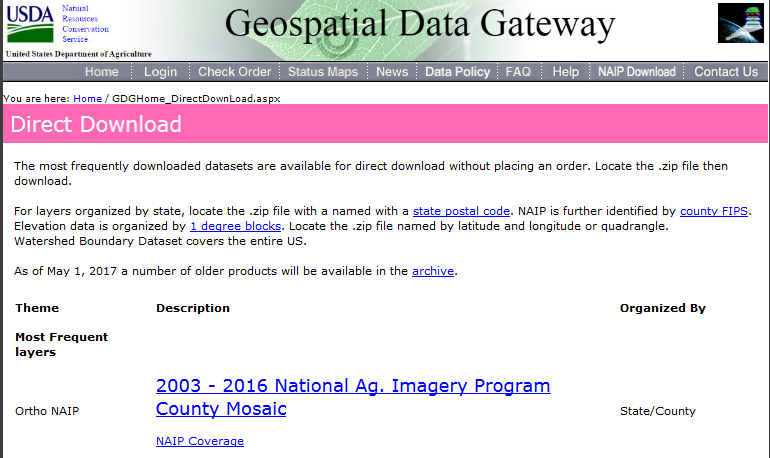 USDA
Natural
Resources
Conservation
Service
United States Department of Agriculture
Geospatial Data Gateway
Home Login Check Order Status Maps News Data Policy FAQ Help NAIP Download Contact Us
You are here: Home / GDGHome_DirectDownLoad.aspx
Direct Download
The most frequently downloaded datasets are available for direct download without placing an order. Locate the .zip file then
download.
For layers organized by state, locate the .zip file with a named with a state postal code. NAIP is further identified by county FIPS.
Elevation data is organized by 1 degree blocks. Locate the .zip file named by latitude and longitude or quadrangle.
Watershed Boundary Dataset covers the entire US.
As of May 1, 2017 a number of older products will be available in the archive.
Theme Description Organized By
Most Frequent
layers
2003 - 2016 National Ag. Imagery Program
County Mosaic
Ortho NAIP State/County
NAIP Coverage